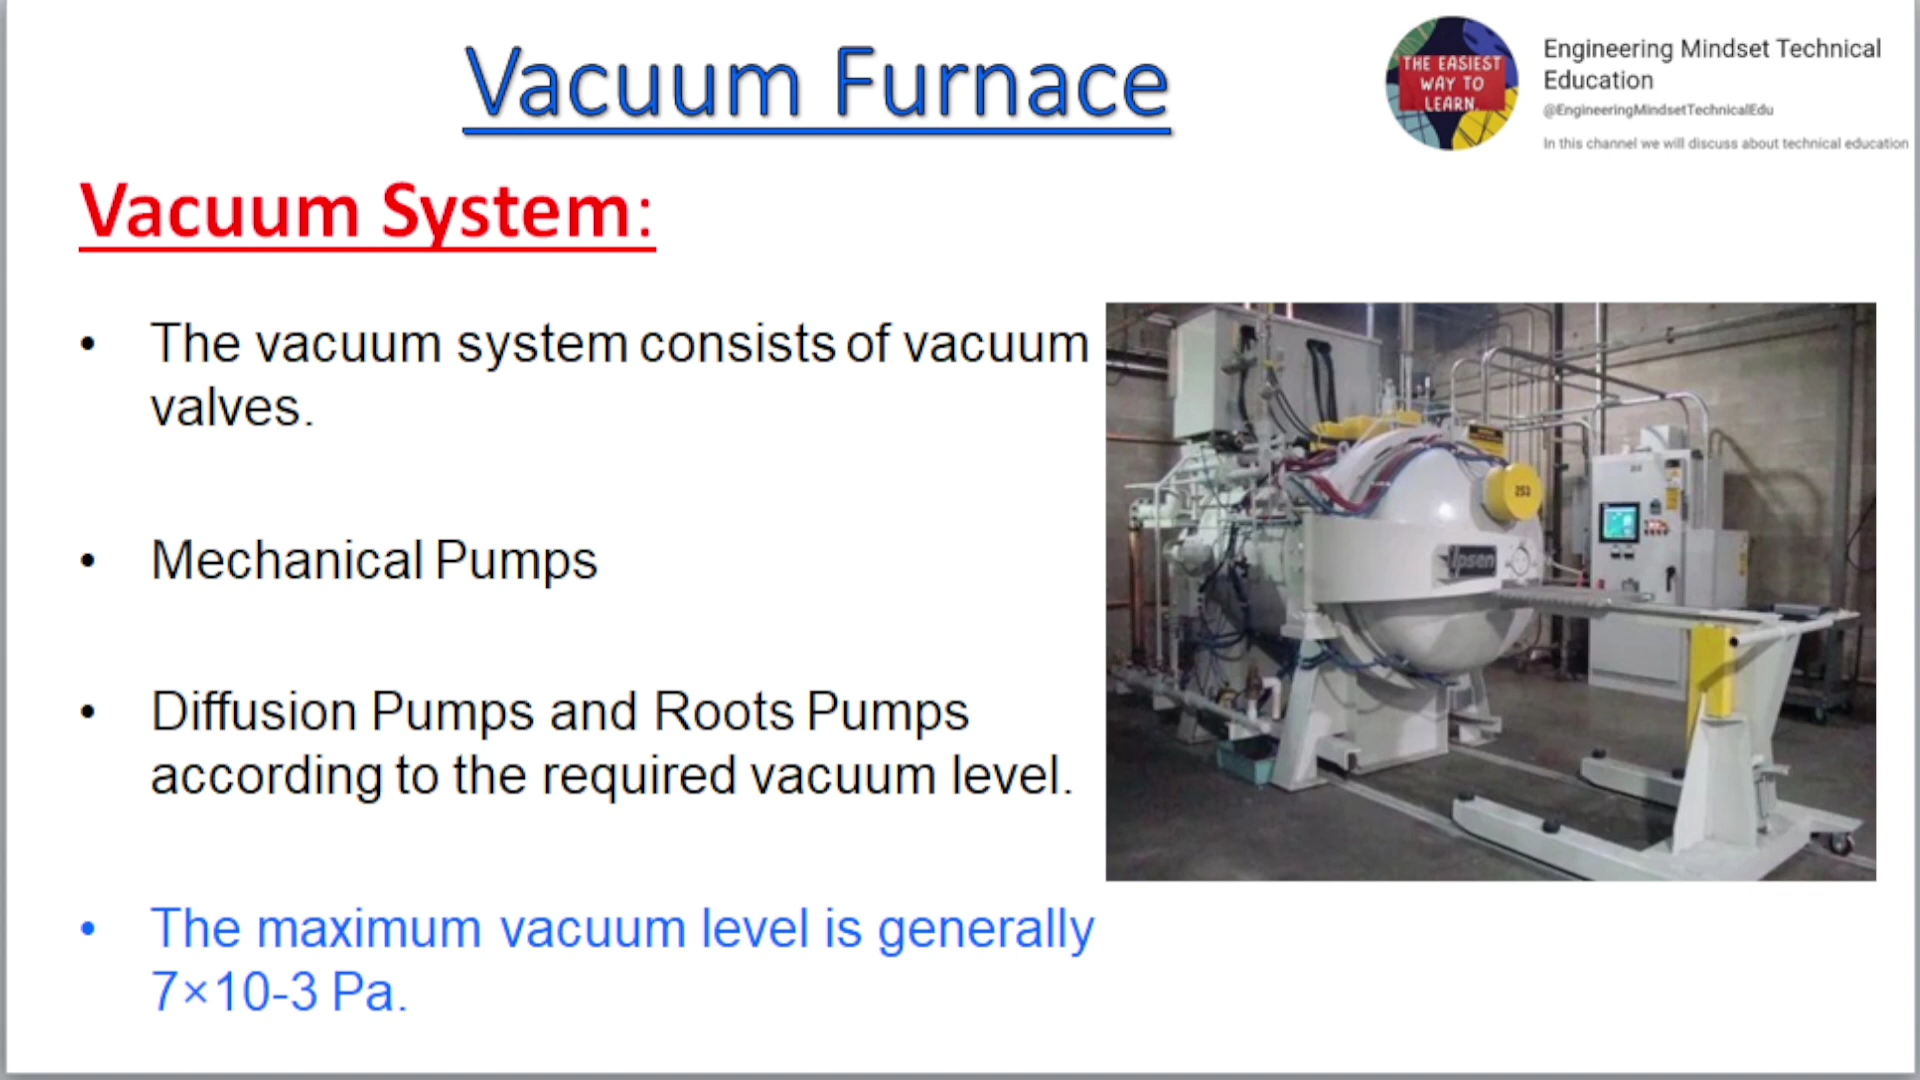 Vacuum Furnace
THE EASIEST
WAY TO
LEARN.
Engineering Mindset Technical
Education
@EngineeringMindsetTechnicalEdu
In this channel we will discuss about technical education
Vacuum System:
• The vacuum system consists of vacuum
valves.
• Mechanical Pumps
• Diffusion Pumps and Roots Pumps
according to the required vacuum level.
• The maximum vacuum level is generally
7×10-3 Pa.
253
Ipsen